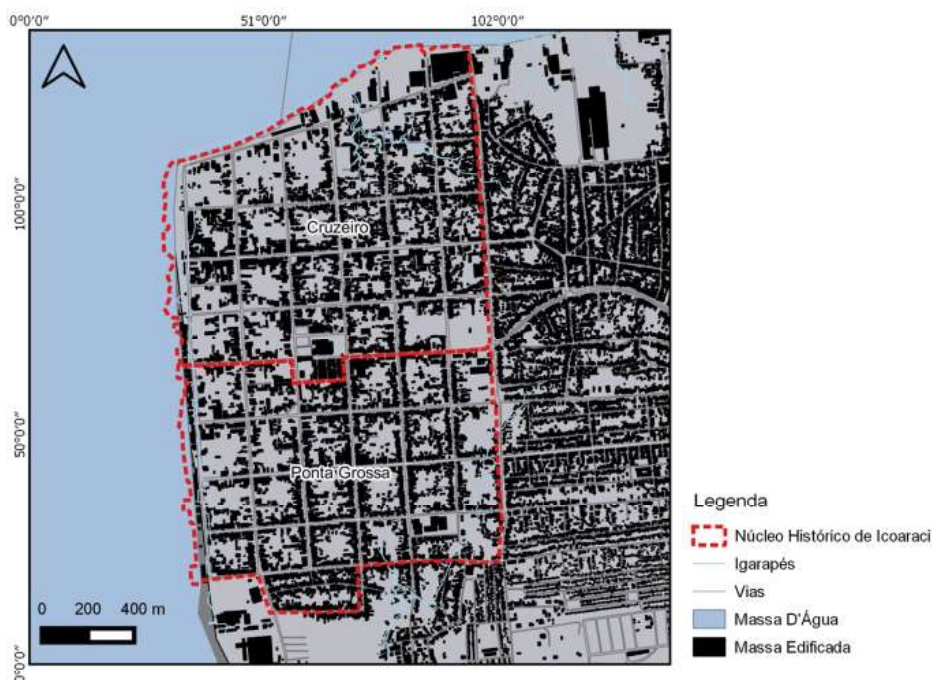 0°0'0"
51°0'0"
102°0'0"
100°0'0"
Cruzeiro
50°0'0"
Ponta Grossa
0°0'0"
0 200 400 m
Legenda
Núcleo Histórico de Icoaraci
Igarapés
Vias
Massa D'Água
Massa Edificada